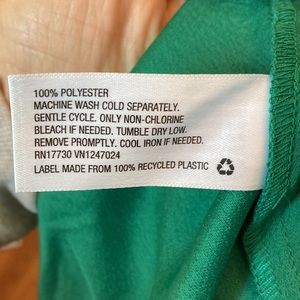 100% POLYESTER
MACHINE WASH COLD SEPARATELY.
GENTLE CYCLE. ONLY NON-CHLORINE
BLEACH IF NEEDED. TUMBLE DRY LOW.
REMOVE PROMPTLY. COOL IRON IF NEEDED.
RN17730 VN1247024
LABEL MADE FROM 100% RECYCLED PLASTIC